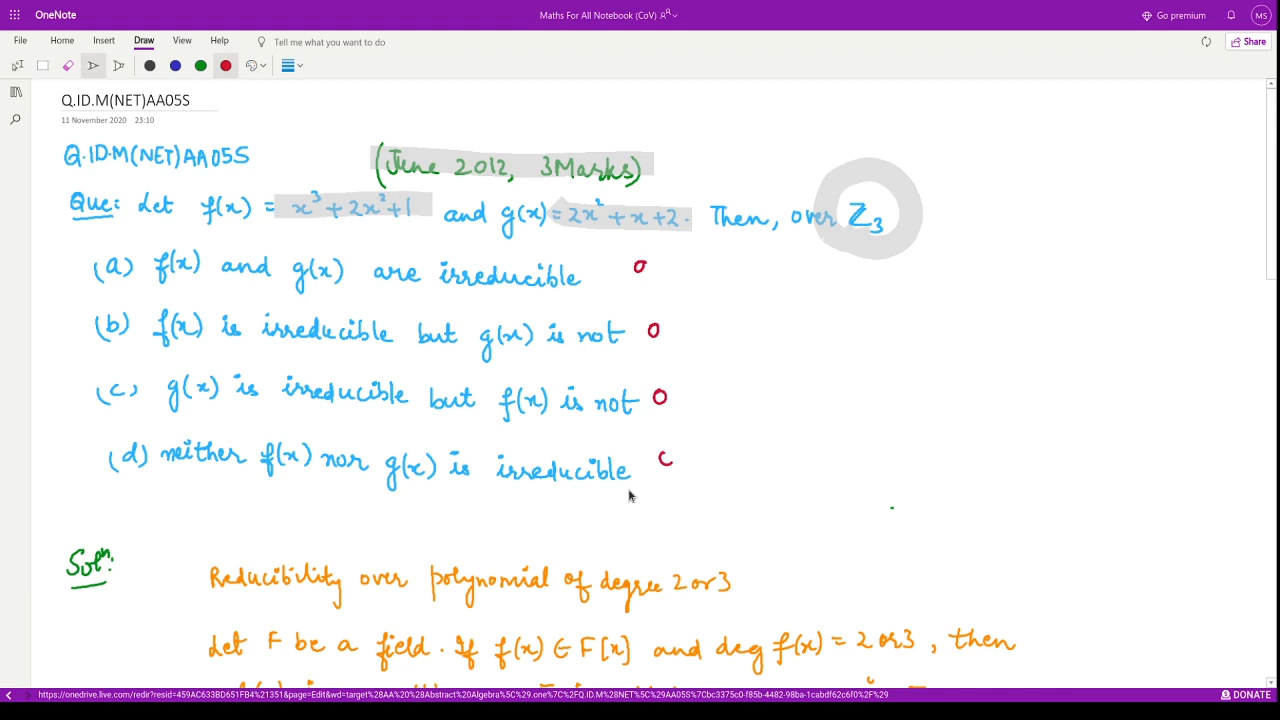 OneNote
Maths For All Notebook (CoV)
Go premium
MS
File Home Insert Draw View Help Tell me what you want to do
Share
Q.ID.M(NET)AA05S
11 November 2020 23:10
Q.ID.M(NET)AA05S (June 2012, 3Marks)
Que: Let f(x) = x³+2x²+1 and g(x) = 2x²+x+2. Then, over ℤ₃
(a) f(x) and g(x) are irreducible
(b) f(x) is irreducible but g(x) is not
(c) g(x) is irreducible but f(x) is not
(d) neither f(x) nor g(x) is irreducible
Solⁿ:
Reducibility over polynomial of degree 2 or 3
Let F be a field. If f(x) ∈ F[x] and deg f(x) = 2 or 3, then
DONATE